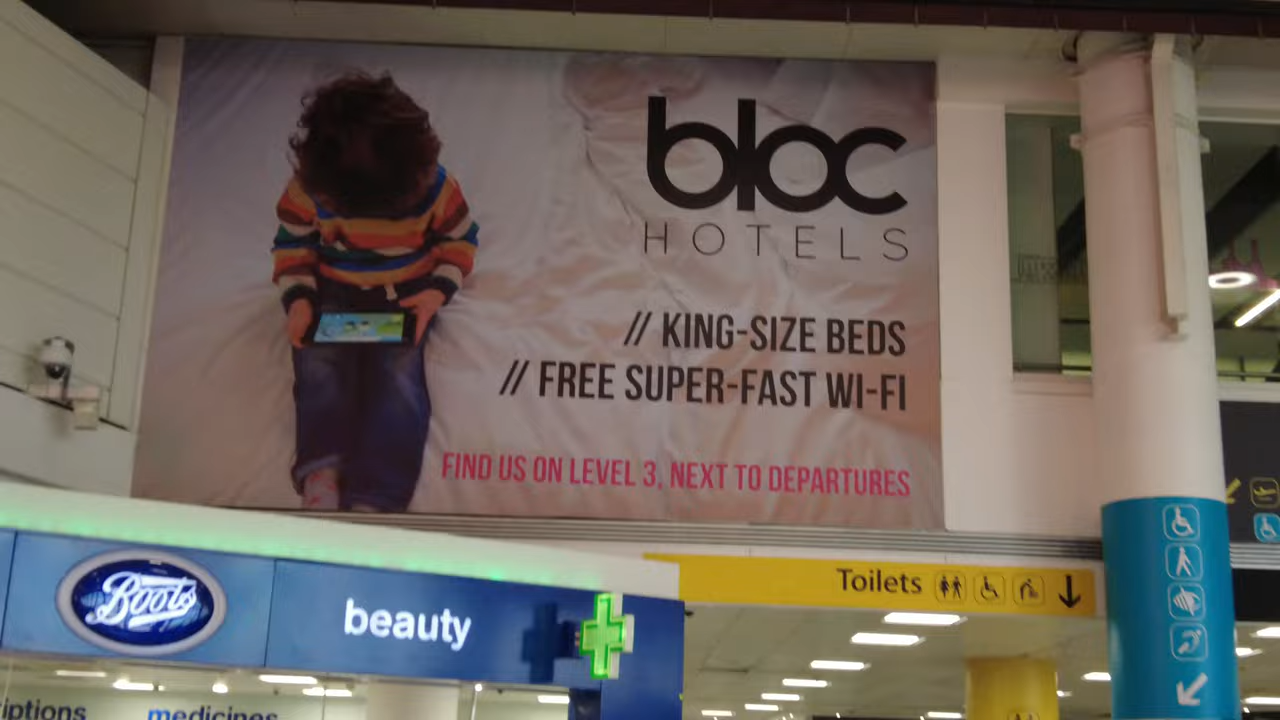 bloc
HOTELS
// KING-SIZE BEDS
// FREE SUPER-FAST WI-FI
FIND US ON LEVEL 3, NEXT TO DEPARTURES
Boots
beauty
Toilets
iptions
medicines